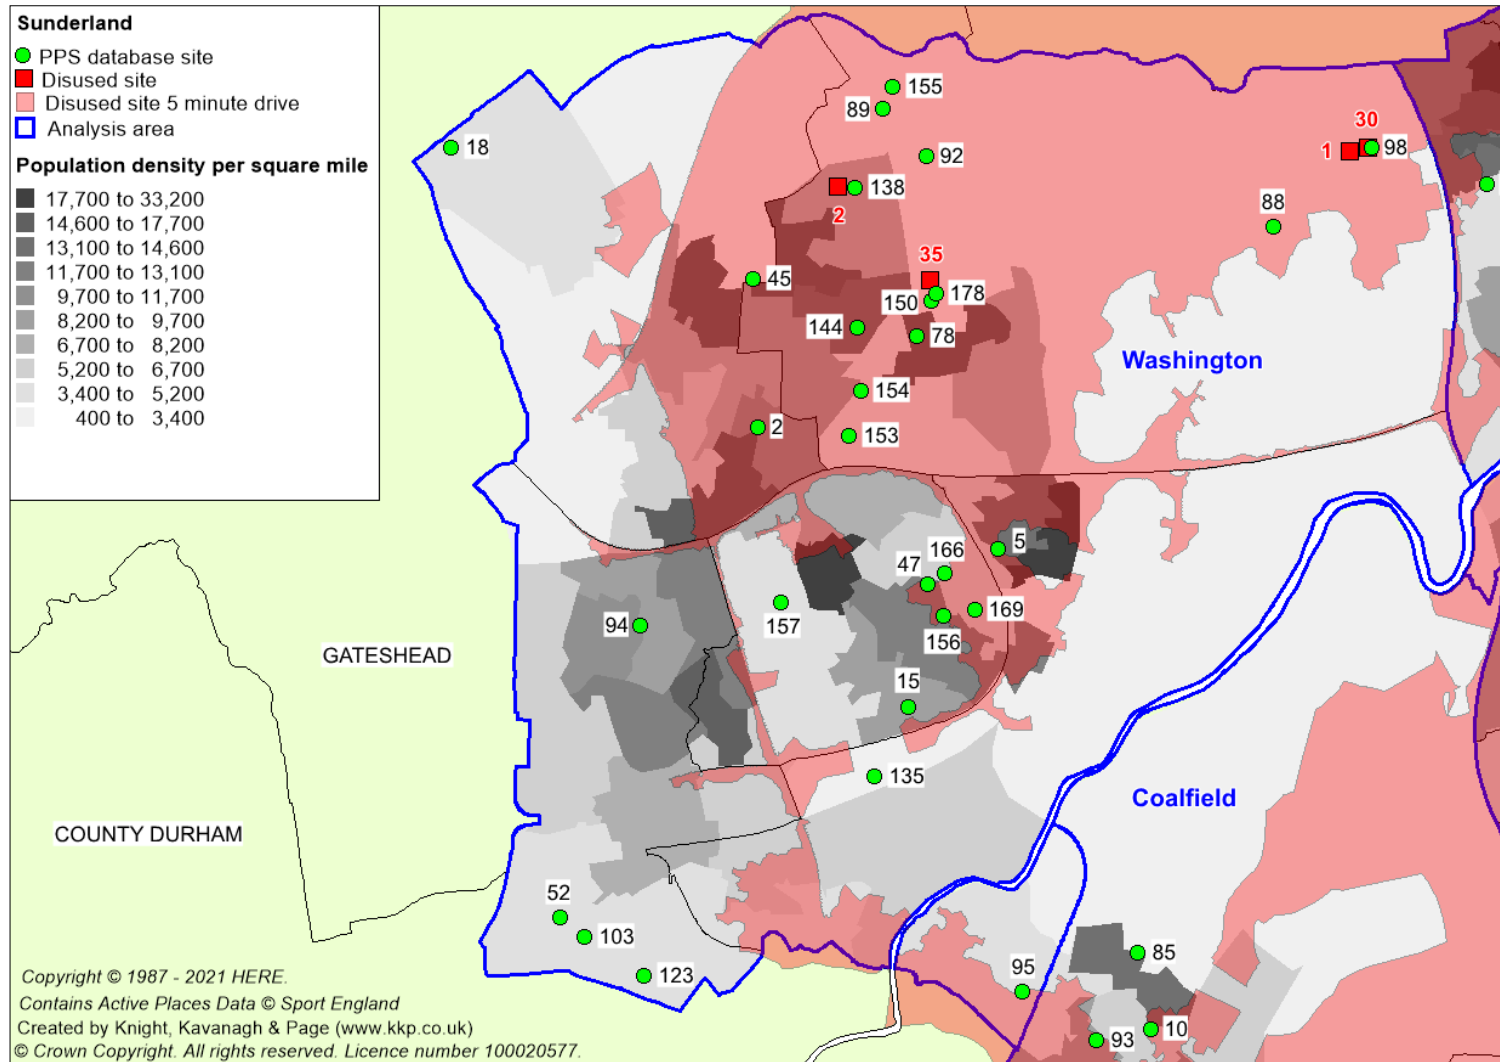 Sunderland
PPS database site
Disused site
Disused site 5 minute drive
Analysis area
Population density per square mile
17,700 to 33,200
14,600 to 17,700
13,100 to 14,600
11,700 to 13,100
9,700 to 11,700
8,200 to 9,700
6,700 to 8,200
5,200 to 6,700
3,400 to 5,200
400 to 3,400
155
89
18
92
30
1
98
138
2
88
35
45
178
150
144
78
Washington
154
2
153
5
166
47
169
94
157
156
GATESHEAD
15
135
Coalfield
COUNTY DURHAM
52
103
85
123
95
10
93
Copyright © 1987 - 2021 HERE.
Contains Active Places Data © Sport England
Created by Knight, Kavanagh & Page (www.kkp.co.uk)
© Crown Copyright. All rights reserved. Licence number 100020577.